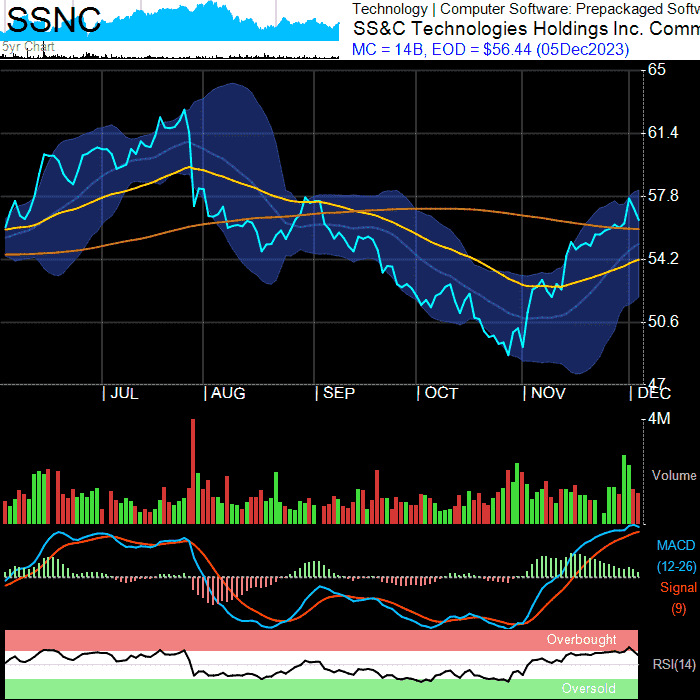 SSNC
5yr Chart
Technology | Computer Software: Prepackaged Softw
SS&C Technologies Holdings Inc. Comm
MC = 14B, EOD = $56.44 (05Dec2023)
65
61.4
57.8
54.2
50.6
47
| JUL | AUG | SEP | OCT | NOV | DEC
4M
Volume
MACD
(12-26)
Signal
(9)
Overbought
RSI(14)
Oversold